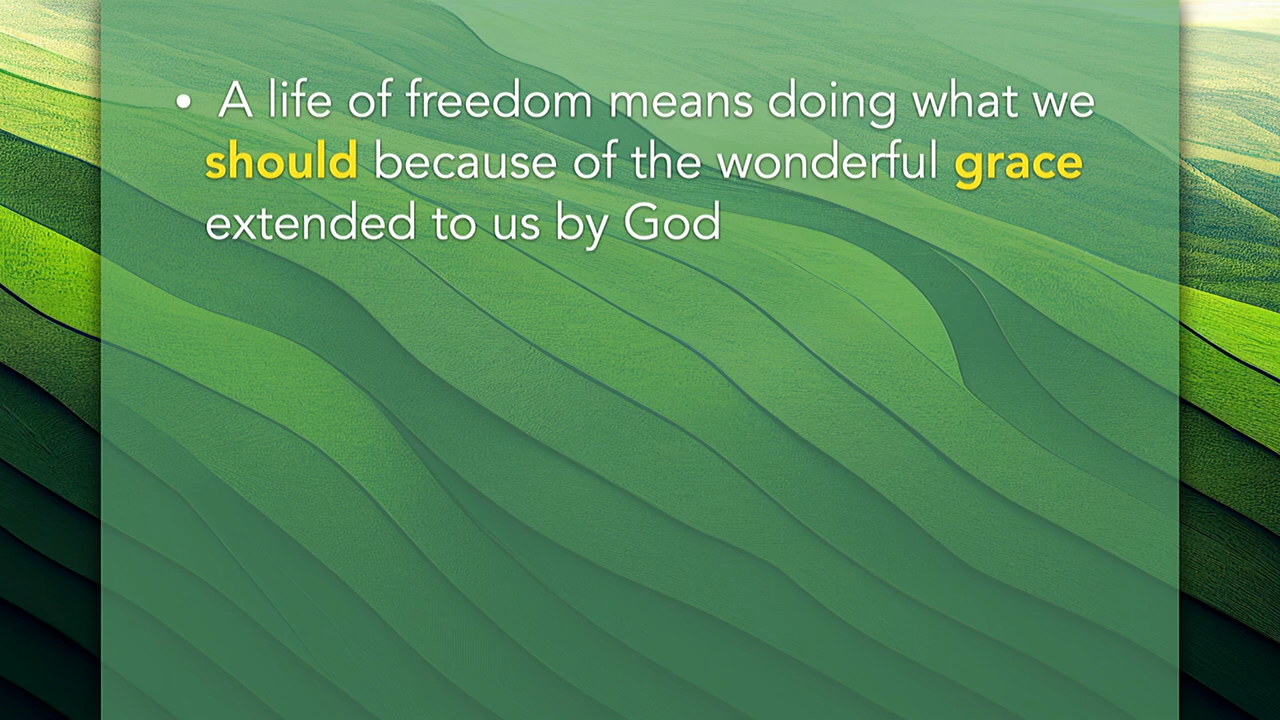 • A life of freedom means doing what we
should because of the wonderful grace
extended to us by God